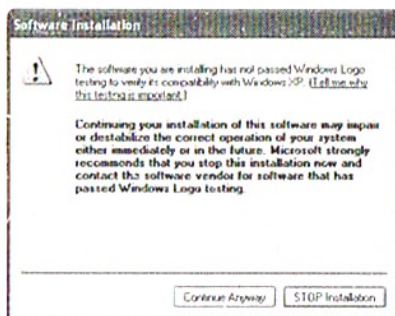 Software Installation
The software you are installing has not passed Windows Logo
testing to verify its compatibility with Windows XP. (Tell me why
this testing is important.)
Continuing your installation of this software may impair
or destabilize the correct operation of your system
either immediately or in the future. Microsoft strongly
recommends that you stop this installation now and
contact the software vendor for software that has
passed Windows Logo testing.
Continue Anyway STOP Installation